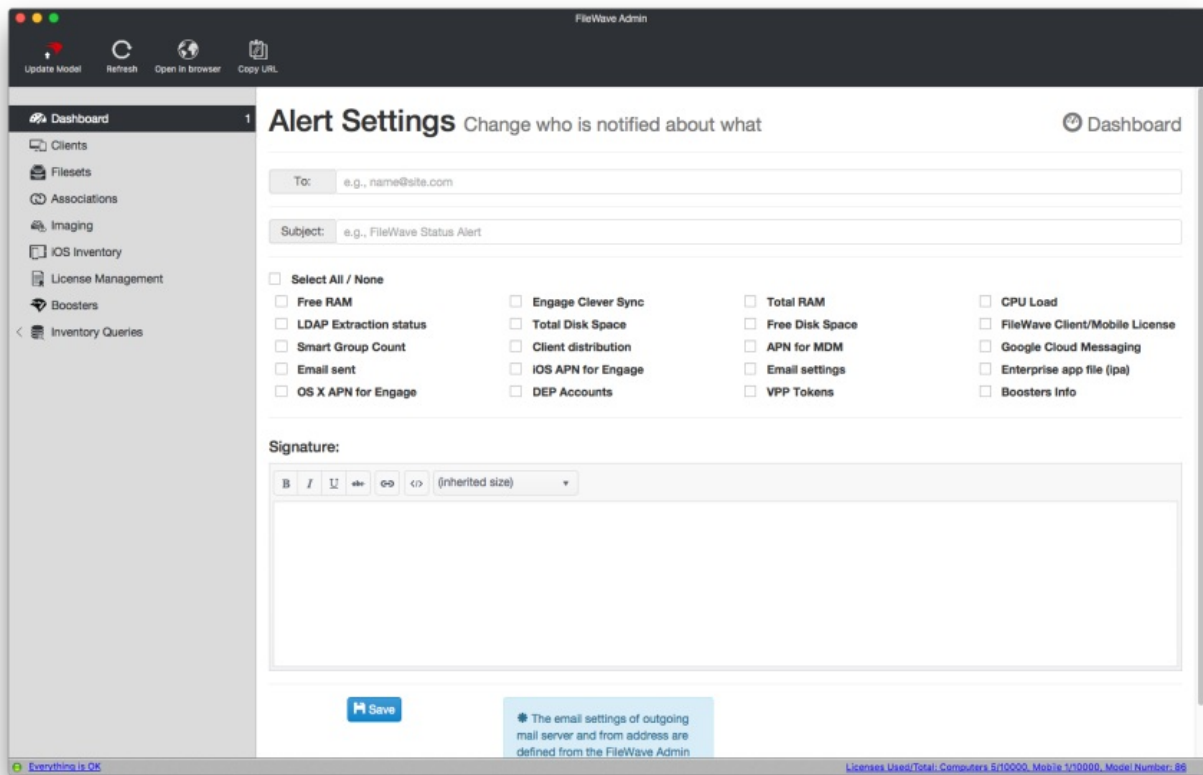 FileWave Admin
Update Model
Refresh
Open in browser
Copy URL
Dashboard 1
Clients
Filesets
Associations
Imaging
iOS Inventory
License Management
Boosters
Inventory Queries
Alert Settings Change who is notified about what
Dashboard
To: e.g., name@site.com
Subject: e.g., FileWave Status Alert
Select All / None
Free RAM Engage Clever Sync Total RAM CPU Load
LDAP Extraction status Total Disk Space Free Disk Space FileWave Client/Mobile License
Smart Group Count Client distribution APN for MDM Google Cloud Messaging
Email sent iOS APN for Engage Email settings Enterprise app file (ipa)
OS X APN for Engage DEP Accounts VPP Tokens Boosters Info
Signature:
B I U abc (inherited size)
Save
The email settings of outgoing
mail server and from address are
defined from the FileWave Admin
Everything is OK
Licenses Used/Total: Computers 5/10000, Mobile 1/10000, Model Number: 86